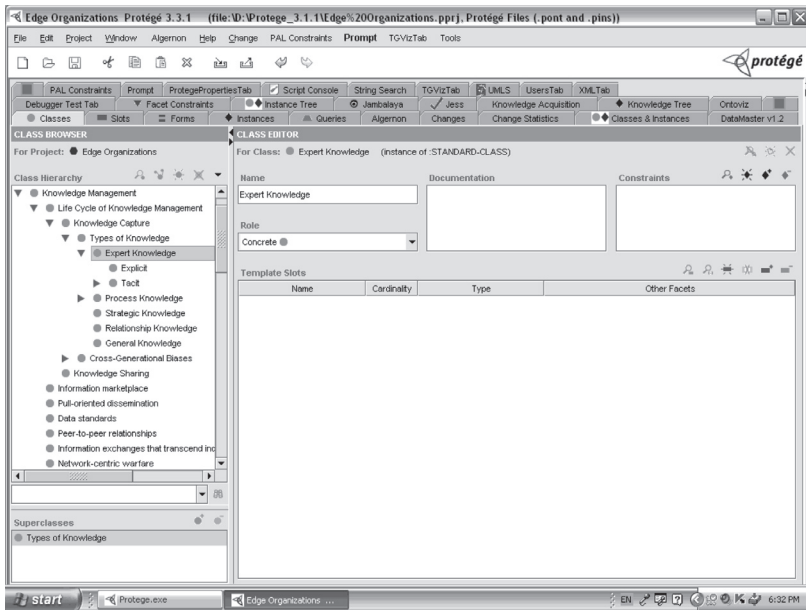 Edge Organizations Protégé 3.3.1 (file:\D:\Protege_3.1.1\Edge%20Organizations.pprj, Protégé Files (.pont and .pins))
File Edit Project Window Algernon Help Change PAL Constraints Prompt TGVizTab Tools
protégé
PAL Constraints Prompt ProtegePropertiesTab Script Console String Search TGVizTab UMLS UsersTab XMLTab
Debugger Test Tab Facet Constraints Instance Tree Jambalaya Jess Knowledge Acquisition Knowledge Tree Ontoviz
Classes Slots Forms Instances Queries Algernon Changes Change Statistics Classes & Instances DataMaster v1.2
CLASS BROWSER
For Project: Edge Organizations
Class Hierarchy
Knowledge Management
Life Cycle of Knowledge Management
Knowledge Capture
Types of Knowledge
Expert Knowledge
Explicit
Tacit
Process Knowledge
Strategic Knowledge
Relationship Knowledge
General Knowledge
Cross-Generational Biases
Knowledge Sharing
Information marketplace
Pull-oriented dissemination
Data standards
Peer-to-peer relationships
Information exchanges that transcend ind
Network-centric warfare
Superclasses
Types of Knowledge
CLASS EDITOR
For Class: Expert Knowledge (instance of :STANDARD-CLASS)
Name Documentation Constraints
Expert Knowledge
Role
Concrete
Template Slots
Name Cardinality Type Other Facets
start Protege.exe Edge Organizations ... EN 6:32 PM